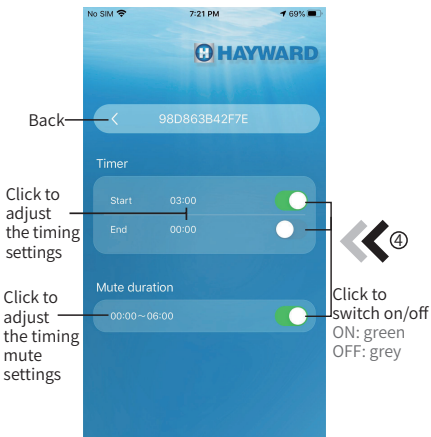 No SIM 7:21 PM 69%
H HAYWARD
Back
98D863B42F7E
Timer
Click to
adjust
the timing
settings
Start 03:00
End 00:00
④
Mute duration
Click to
adjust
the timing
mute
settings
00:00～06:00
Click to
switch on/off
ON: green
OFF: grey